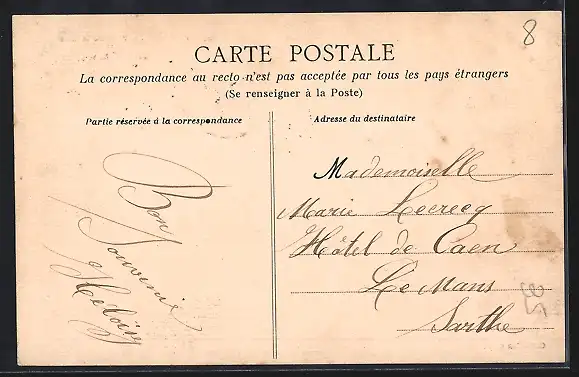 8
CARTE POSTALE
La correspondance au recto n'est pas acceptée par tous les pays étrangers
(Se renseigner à la Poste)
Partie réservée à la correspondance
Adresse du destinataire
Bon
Souvenir
Mademoiselle
Marie Lecrecq
Hôtel de Caen
Le Mans
Sarthe